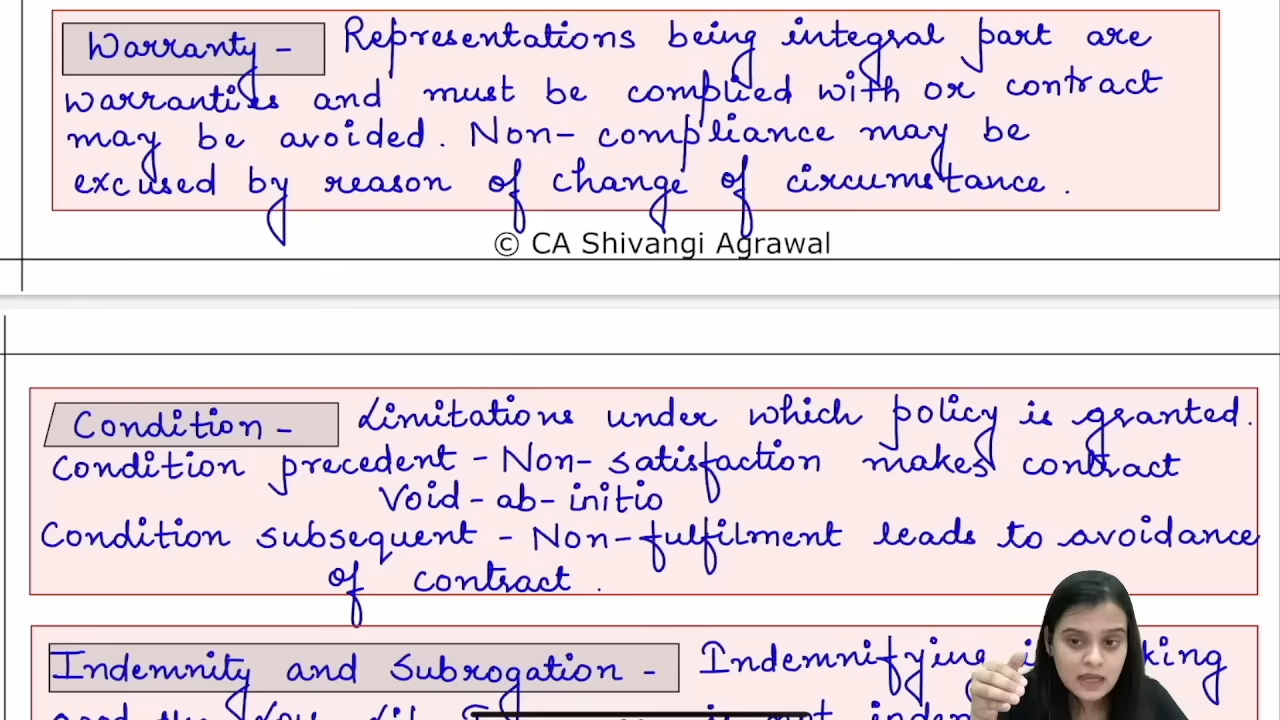 Warranty - Representations being integral part are
warranties and must be complied with or contract
may be avoided. Non-compliance may be
excused by reason of change of circumstance.
© CA Shivangi Agrawal
Condition - Limitations under which policy is granted.
Condition precedent - Non-satisfaction makes contract
Void-ab-initio
Condition subsequent - Non-fulfilment leads to avoidance
of contract.
Indemnity and Subrogation - Indemnifying